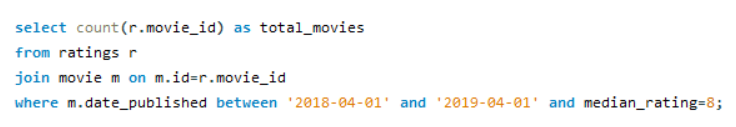 select count(r.movie_id) as total_movies
from ratings r
join movie m on m.id=r.movie_id
where m.date_published between '2018-04-01' and '2019-04-01' and median_rating=8;